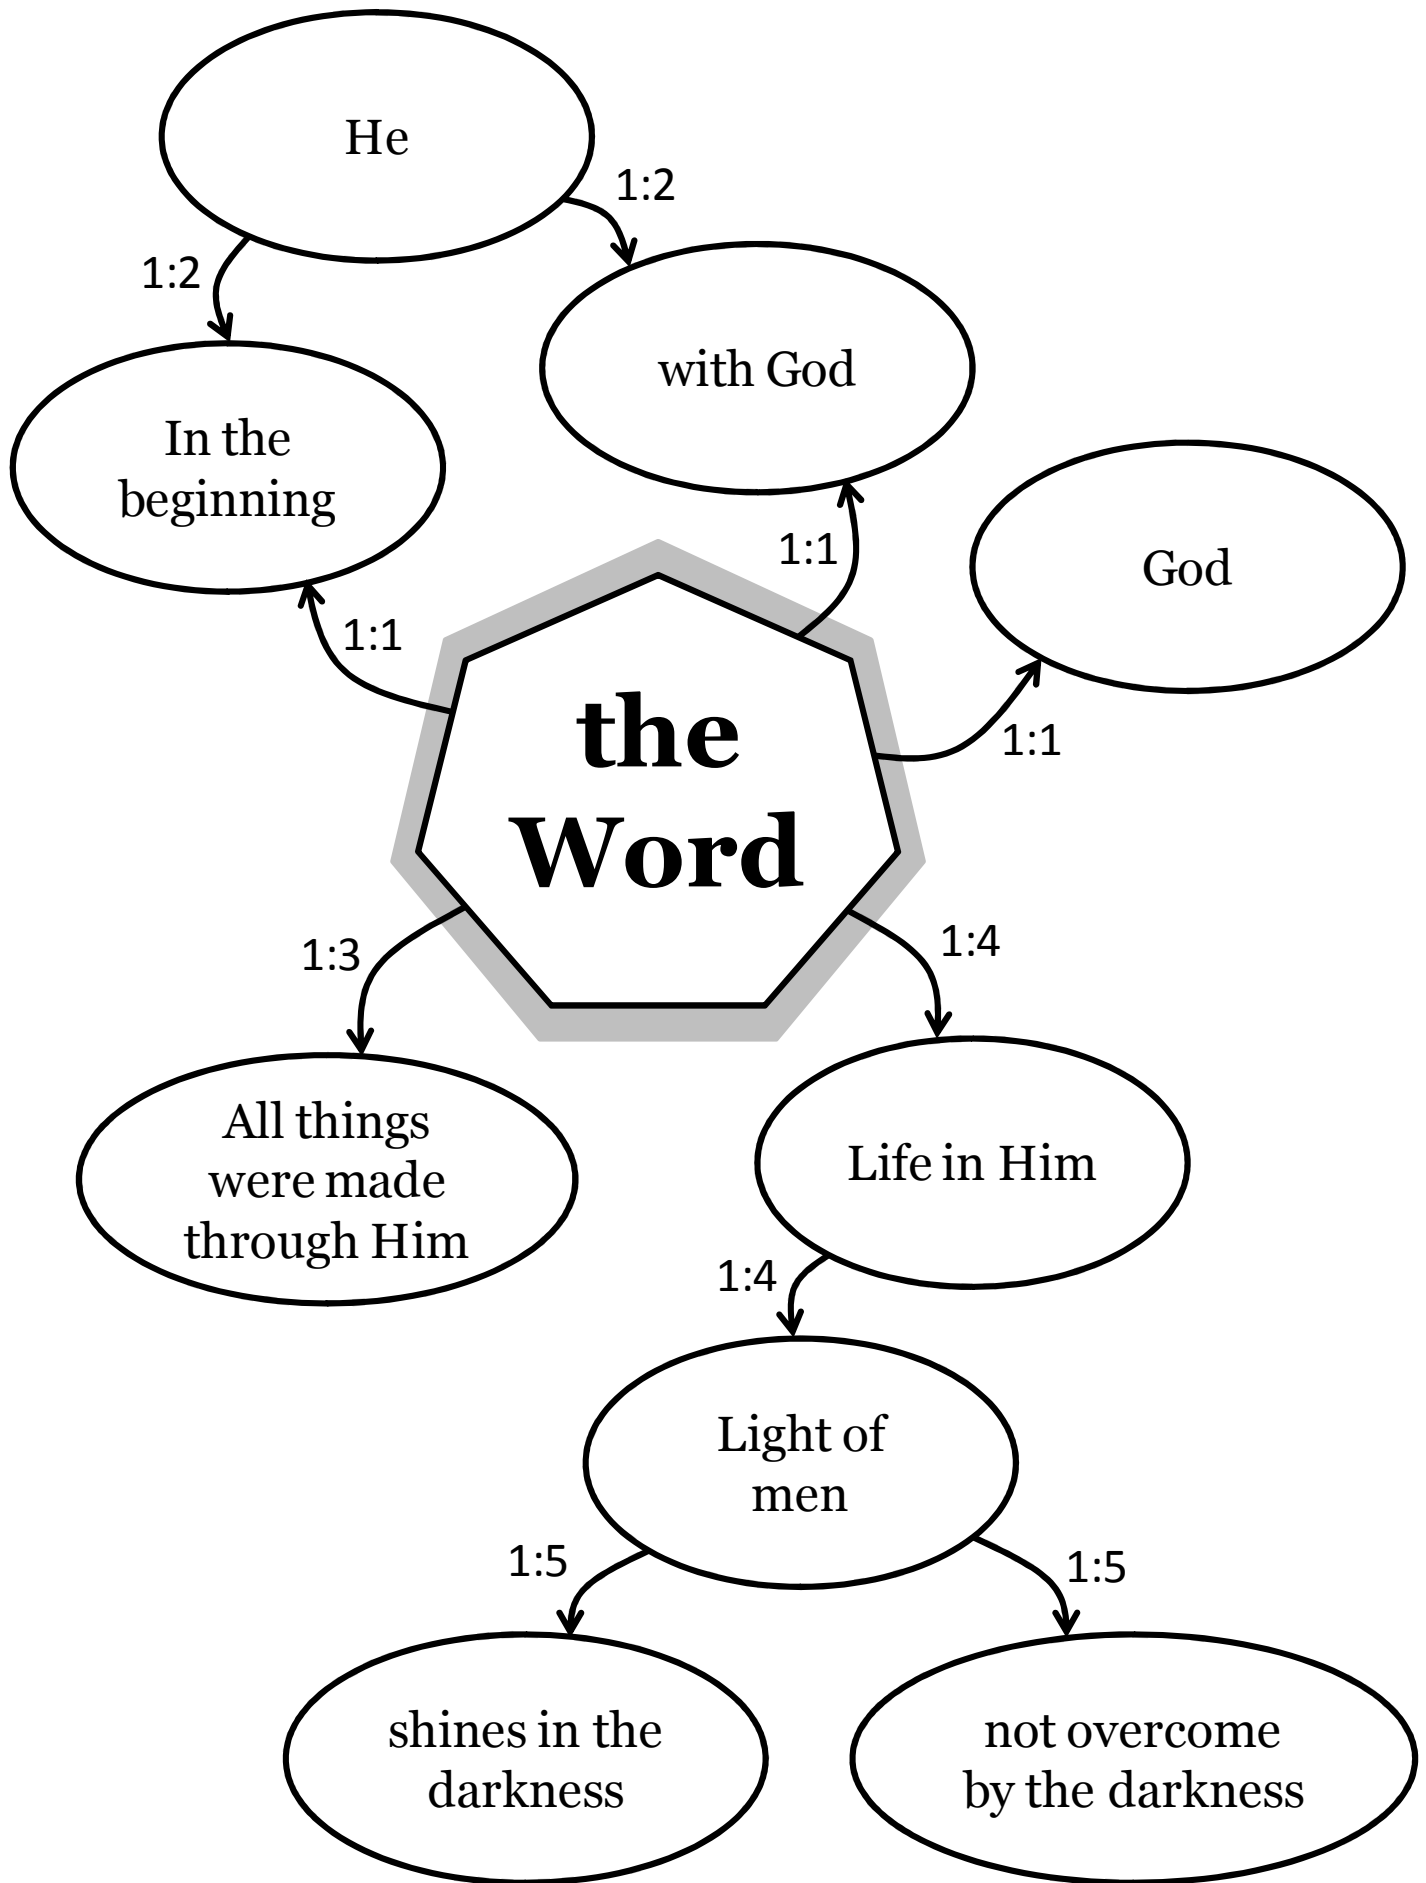 He
1:2
1:2
with God
In the
beginning
God
1:1
1:1
1:1
the
Word
1:3
1:4
All things
were made
through Him
Life in Him
1:4
Light of
men
1:5
1:5
shines in the
darkness
not overcome
by the darkness